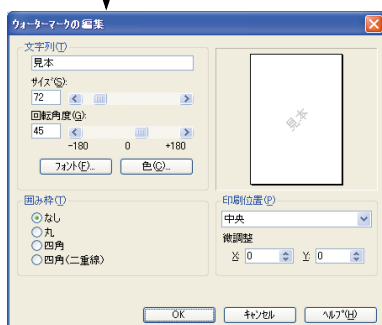 ウォーターマークの編集
文字列(T)
見本
サイズ(S):
72
回転角度(G):
45
-180 0 +180
フォント(F)... 色(C)...
見本
囲み枠(T)
なし
丸
四角
四角(二重線)
印刷位置(P)
中央
微調整
X: 0 Y: 0
OK キャンセル ヘルプ(H)